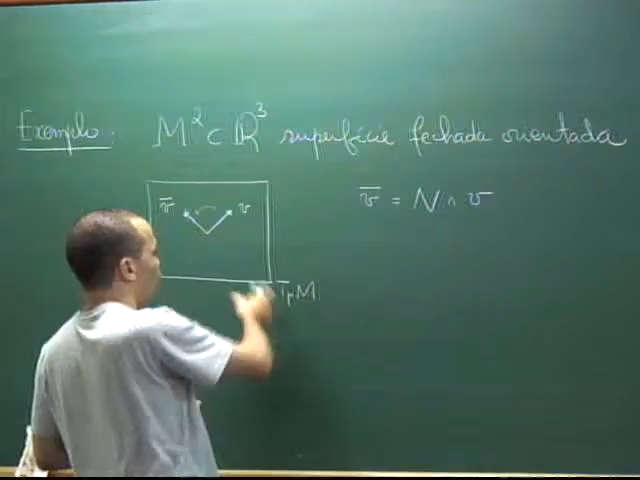 Exemplo: M² ⊂ ℝ³ superfície fechada orientada
v̄ v v̄ = N ∧ v
TpM